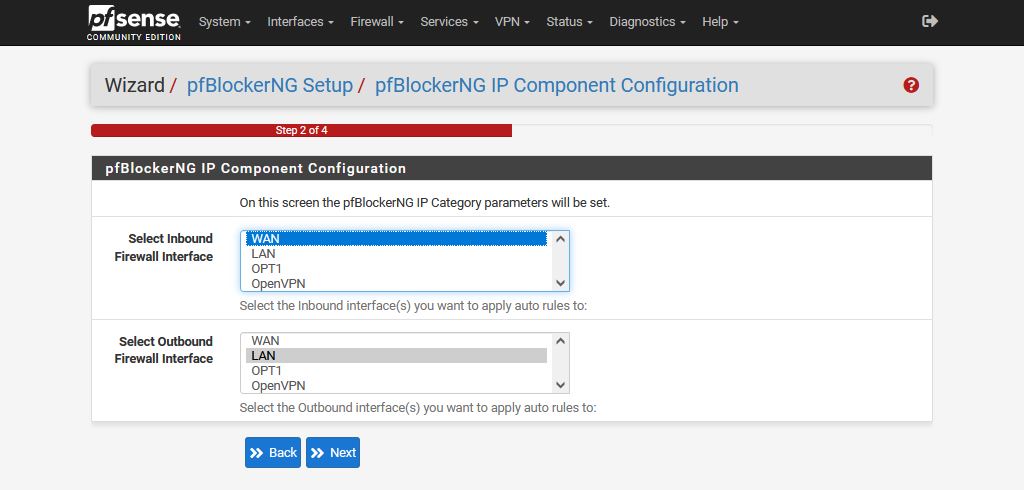 pfsense
COMMUNITY EDITION
System Interfaces Firewall Services VPN Status Diagnostics Help
Wizard / pfBlockerNG Setup / pfBlockerNG IP Component Configuration
Step 2 of 4
pfBlockerNG IP Component Configuration
On this screen the pfBlockerNG IP Category parameters will be set.
Select Inbound
Firewall Interface
WAN
LAN
OPT1
OpenVPN
Select the Inbound interface(s) you want to apply auto rules to:
Select Outbound
Firewall Interface
WAN
LAN
OPT1
OpenVPN
Select the Outbound interface(s) you want to apply auto rules to:
Back Next